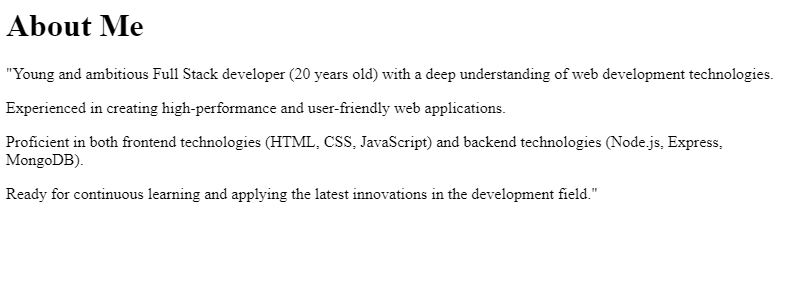 About Me
"Young and ambitious Full Stack developer (20 years old) with a deep understanding of web development technologies.
Experienced in creating high-performance and user-friendly web applications.
Proficient in both frontend technologies (HTML, CSS, JavaScript) and backend technologies (Node.js, Express,
MongoDB).
Ready for continuous learning and applying the latest innovations in the development field."